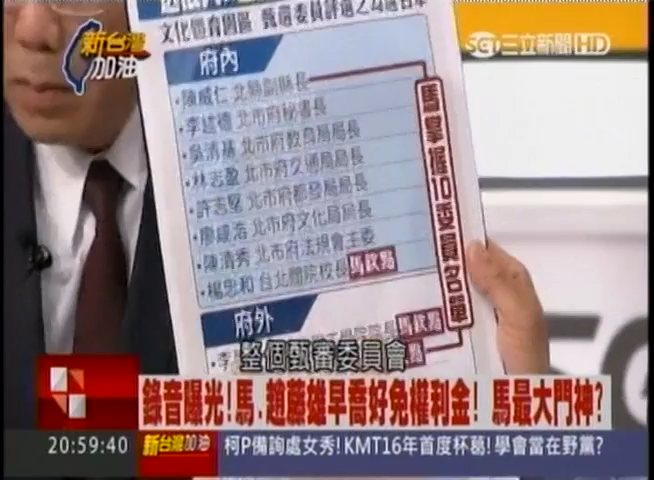 新台灣
加油
SET三立新聞HD
文化體育園區 甄選委員評選之勾選名單
府內
•陳威仁 北縣副縣長
•李述德 北市府秘書長
•吳清基 北市府教育局局長
•林志盈 北市府交通局局長
•許志堅 北市府都發局局長
•廖咸浩 北市府文化局局長
•陳清秀 北市府法規會主委
•楊忠和 台北體院校長 馬欽點
馬掌握10委員名單
府外
馬欽點
整個甄審委員會
錄音曝光!馬.趙藤雄早喬好免權利金! 馬最大門神?
20:59:40
新台灣加油
柯P備詢處女秀!KMT16年首度杯葛!學會當在野黨?